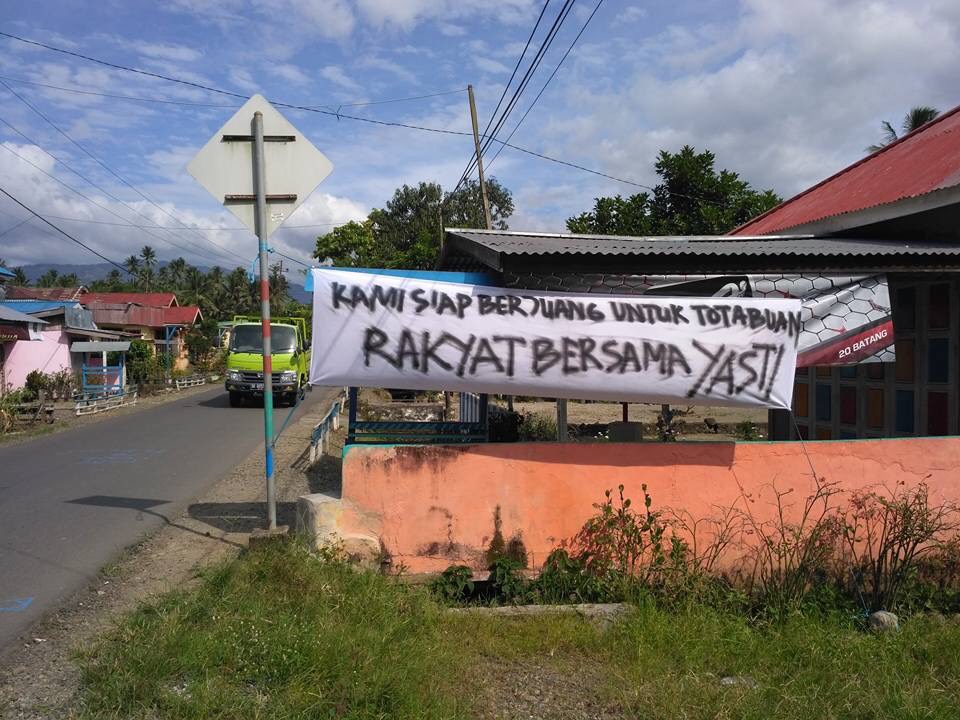 KAMI SIAP BERJUANG UNTUK TOTABUAN
RAKYAT BERSAMA YASTI
20 BATANG